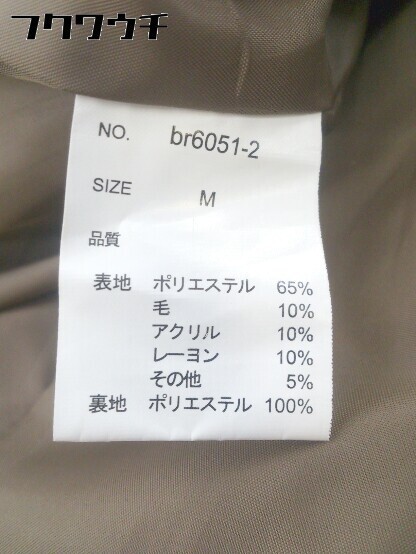 フクワウチ
NO. br6051-2
SIZE M
品質
表地 ポリエステル 65%
毛 10%
アクリル 10%
レーヨン 10%
その他 5%
裏地 ポリエステル 100%